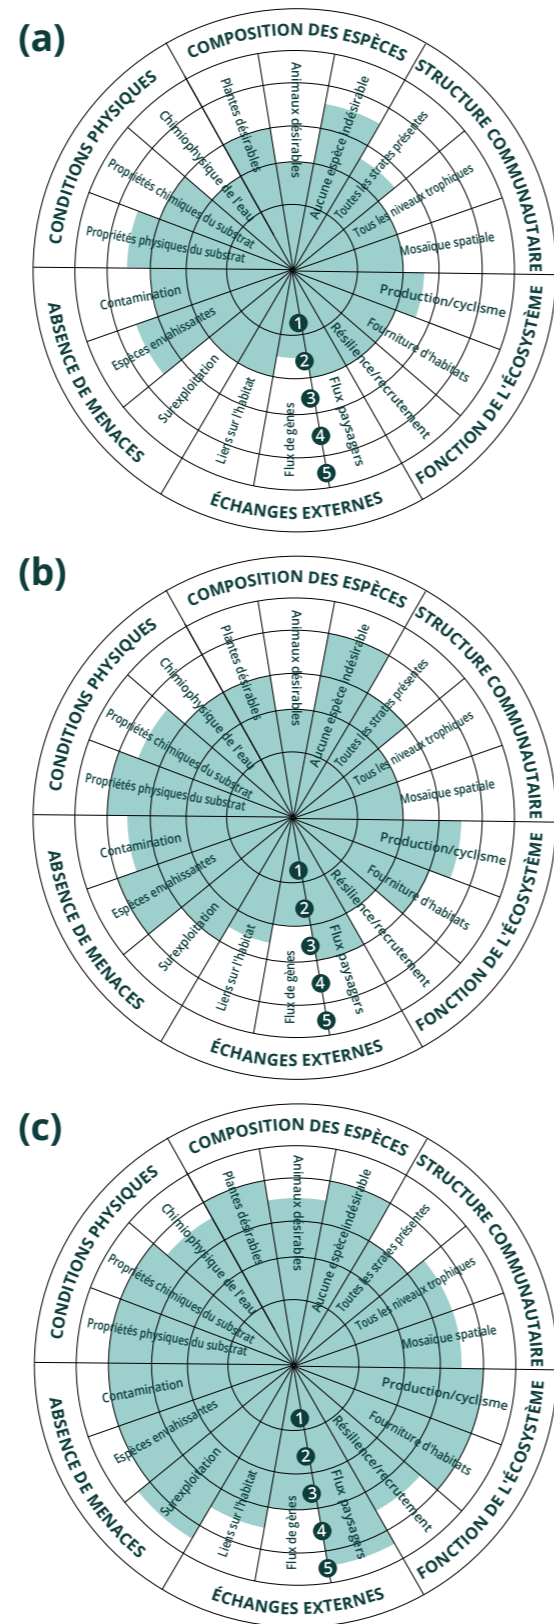 (a)
COMPOSITION DES ESPÈCES
STRUCTURE COMMUNAUTAIRE
FONCTION DE L'ÉCOSYSTÈME
ÉCHANGES EXTERNES
ABSENCE DE MENACES
CONDITIONS PHYSIQUES
Plantes désirables
Animaux désirables
Aucune espèce indésirable
Toutes les strates présentes
Tous les niveaux trophiques
Mosaïque spatiale
Production/cyclisme
Fourniture d'habitats
Résilience/recrutement
Flux paysagers
Flux de gènes
Liens sur l'habitat
Surexploitation
Espèces envahissantes
Contamination
Propriétés physiques du substrat
Propriétés chimiques du substrat
Chimiophysique de l'eau
1
2
3
4
5
(b)
COMPOSITION DES ESPÈCES
STRUCTURE COMMUNAUTAIRE
FONCTION DE L'ÉCOSYSTÈME
ÉCHANGES EXTERNES
ABSENCE DE MENACES
CONDITIONS PHYSIQUES
Plantes désirables
Animaux désirables
Aucune espèce indésirable
Toutes les strates présentes
Tous les niveaux trophiques
Mosaïque spatiale
Production/cyclisme
Fourniture d'habitats
Résilience/recrutement
Flux paysagers
Flux de gènes
Liens sur l'habitat
Surexploitation
Espèces envahissantes
Contamination
Propriétés physiques du substrat
Propriétés chimiques du substrat
Chimiophysique de l'eau
1
2
3
4
5
(c)
COMPOSITION DES ESPÈCES
STRUCTURE COMMUNAUTAIRE
FONCTION DE L'ÉCOSYSTÈME
ÉCHANGES EXTERNES
ABSENCE DE MENACES
CONDITIONS PHYSIQUES
Plantes désirables
Animaux désirables
Aucune espèce indésirable
Toutes les strates présentes
Tous les niveaux trophiques
Mosaïque spatiale
Production/cyclisme
Fourniture d'habitats
Résilience/recrutement
Flux paysagers
Flux de gènes
Liens sur l'habitat
Surexploitation
Espèces envahissantes
Contamination
Propriétés physiques du substrat
Propriétés chimiques du substrat
Chimiophysique de l'eau
1
2
3
4
5